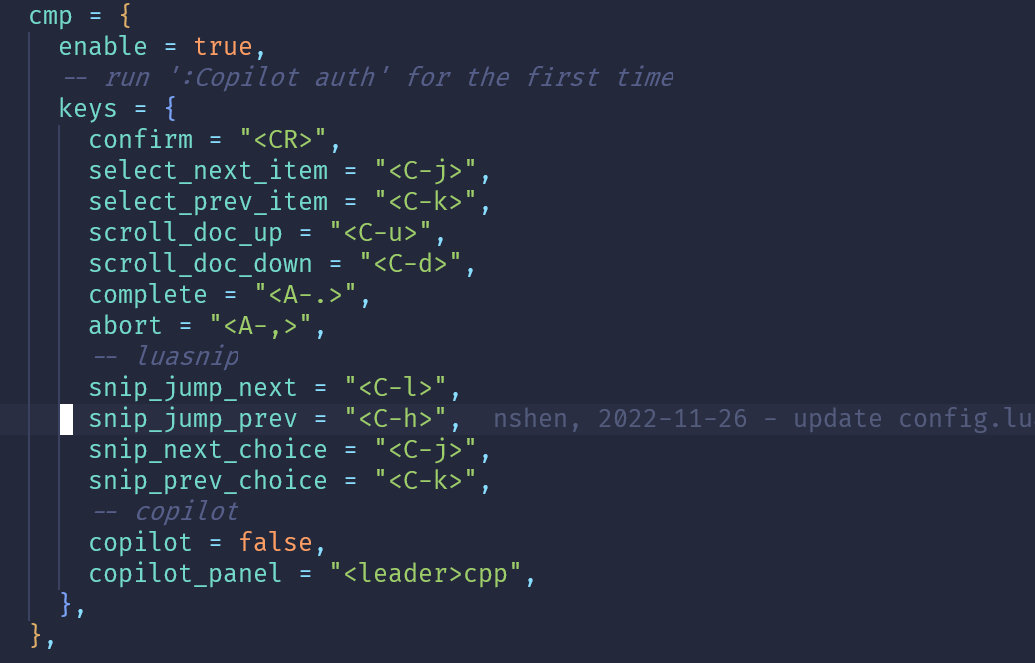 cmp = {
enable = true,
-- run ':Copilot auth' for the first time
keys = {
confirm = "<CR>",
select_next_item = "<C-j>",
select_prev_item = "<C-k>",
scroll_doc_up = "<C-u>",
scroll_doc_down = "<C-d>",
complete = "<A-.>",
abort = "<A-,>",
-- luasnip
snip_jump_next = "<C-l>",
snip_jump_prev = "<C-h>", nshen, 2022-11-26 - update config.lu
snip_next_choice = "<C-j>",
snip_prev_choice = "<C-k>",
-- copilot
copilot = false,
copilot_panel = "<leader>cpp",
},
},